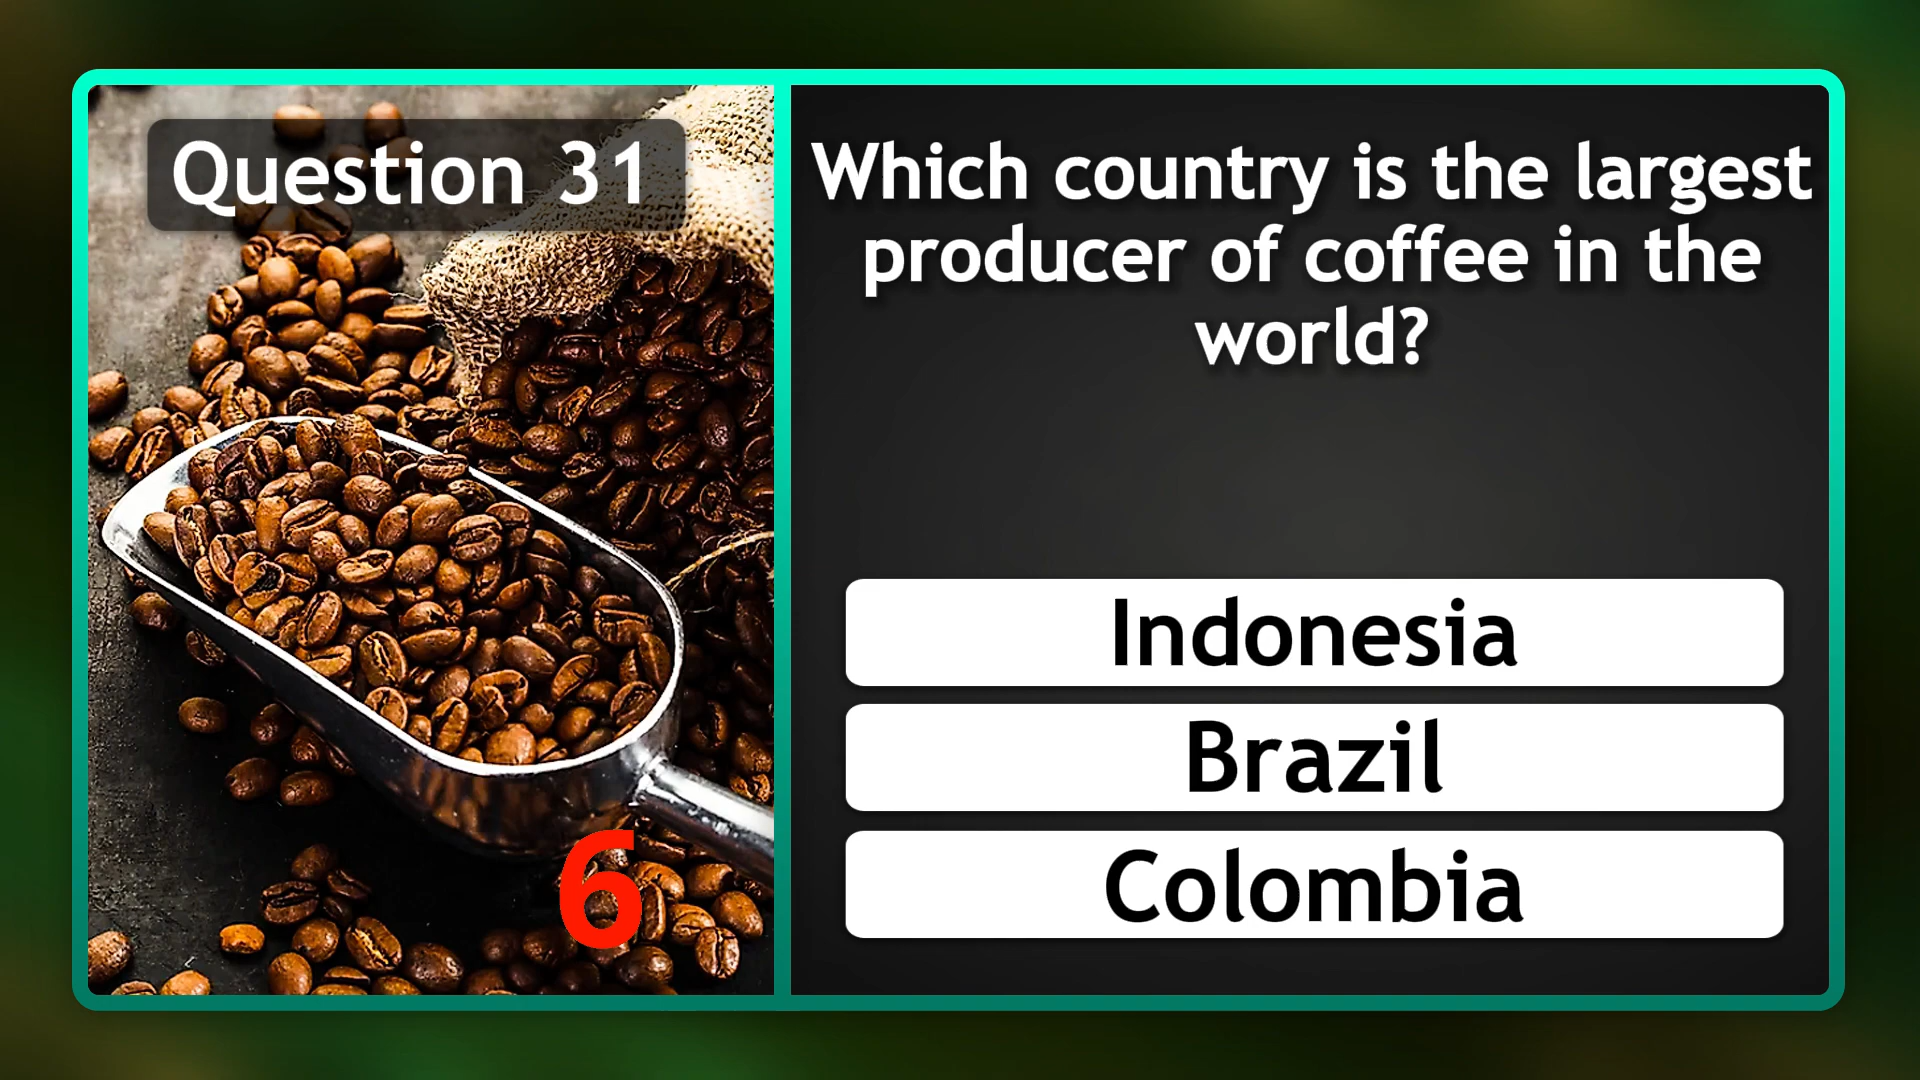 Question 31
Which country is the largest
producer of coffee in the
world?
Indonesia
Brazil
Colombia
6